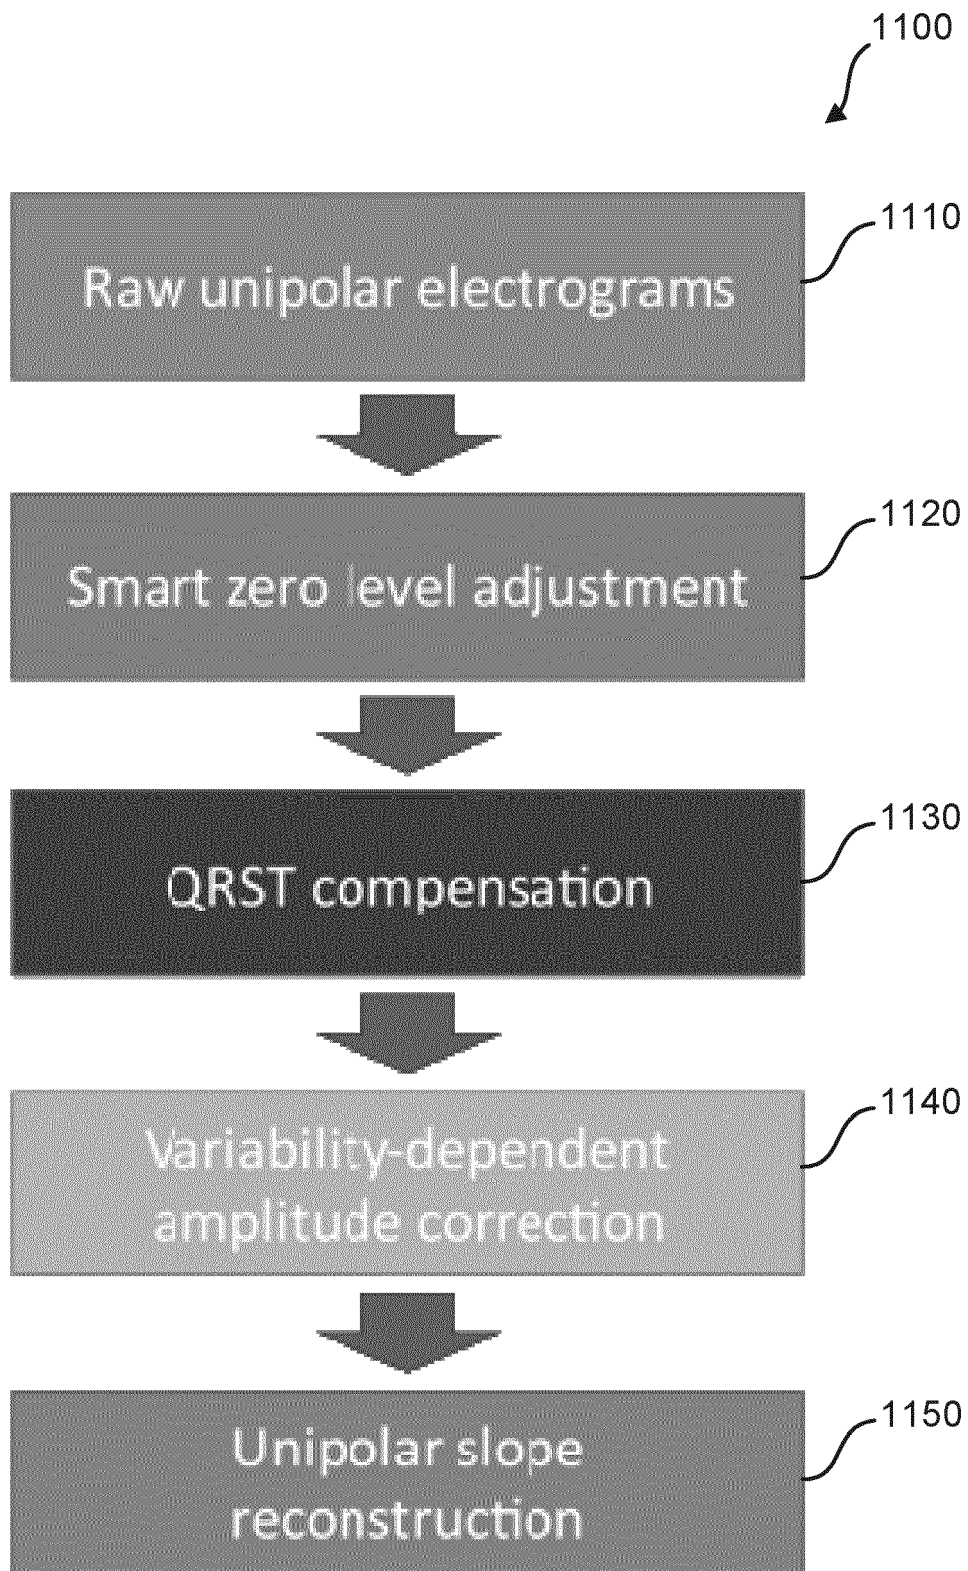 1100
Raw unipolar electrograms
1110
Smart zero level adjustment
1120
QRST compensation
1130
Variability-dependent
amplitude correction
1140
Unipolar slope
reconstruction
1150